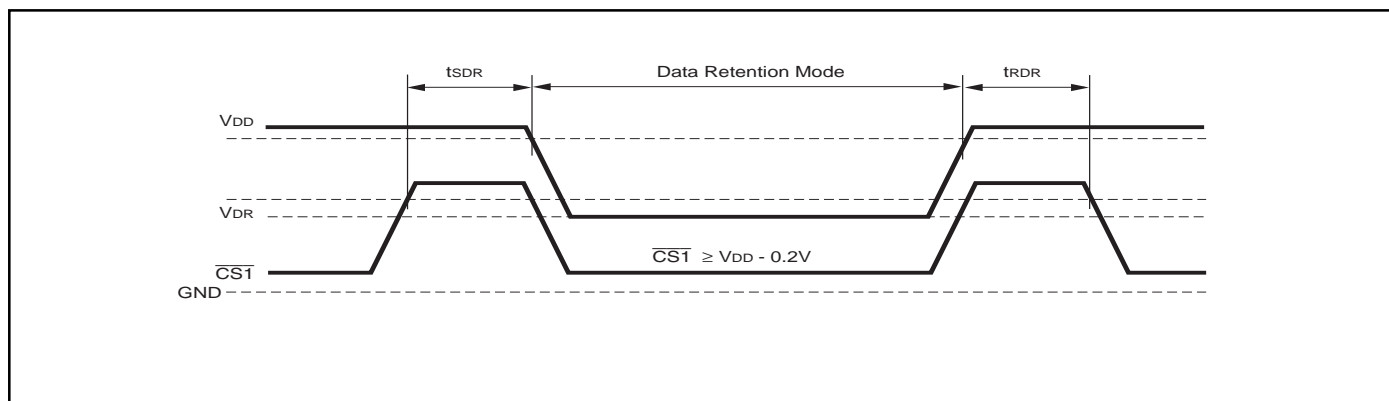 tSDR Data Retention Mode tRDR
VDD
VDR
CS1 ≥ VDD - 0.2V
CS1
GND